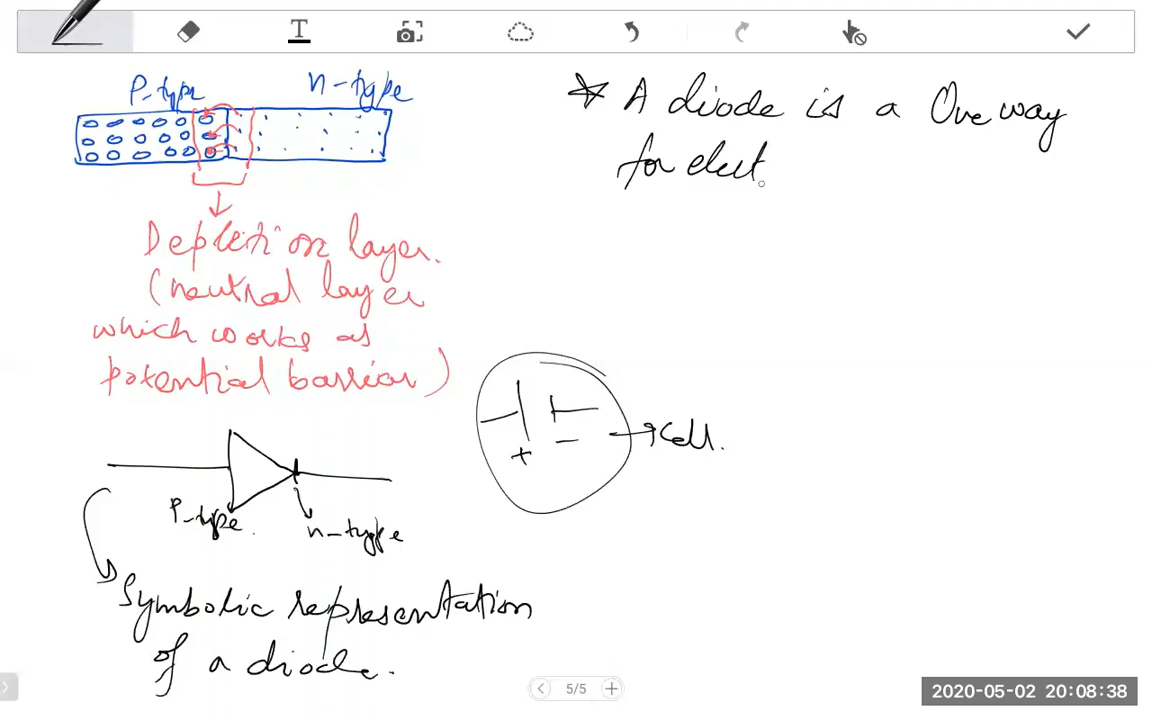 T
P-type
n-type
Depletion layer.
(neutral layer
which works as
potential barrior)
P-type.
n-type
Symbolic representation
of a diode.
+
−
Cell.
* A diode is a One way
for elect
5/5
2020-05-02 20:08:38